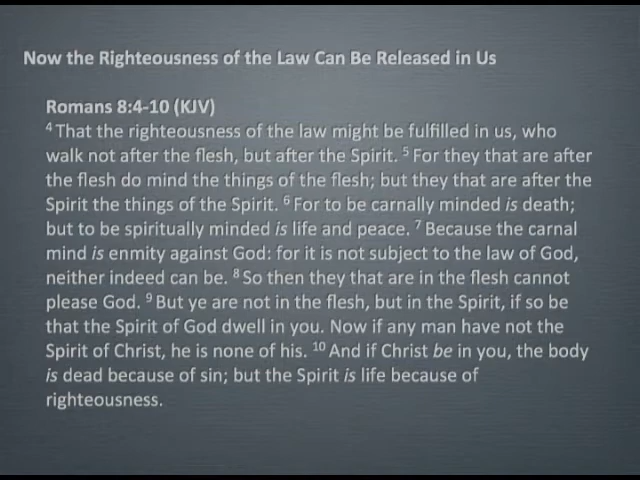 Now the Righteousness of the Law Can Be Released in Us
Romans 8:4-10 (KJV)
4 That the righteousness of the law might be fulfilled in us, who
walk not after the flesh, but after the Spirit. 5 For they that are after
the flesh do mind the things of the flesh; but they that are after the
Spirit the things of the Spirit. 6 For to be carnally minded is death;
but to be spiritually minded is life and peace. 7 Because the carnal
mind is enmity against God: for it is not subject to the law of God,
neither indeed can be. 8 So then they that are in the flesh cannot
please God. 9 But ye are not in the flesh, but in the Spirit, if so be
that the Spirit of God dwell in you. Now if any man have not the
Spirit of Christ, he is none of his. 10 And if Christ be in you, the body
is dead because of sin; but the Spirit is life because of
righteousness.